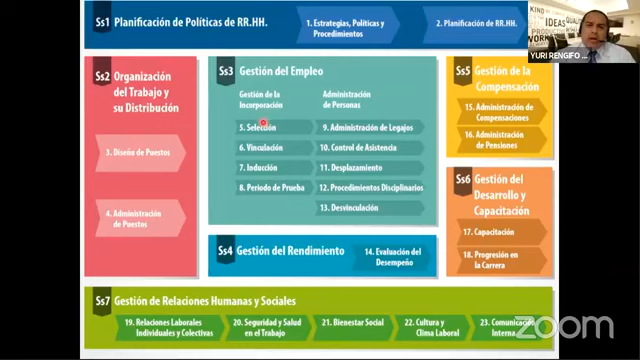 Ss1 Planificación de Políticas de RR.HH.
1. Estrategias, Políticas y
Procedimientos
2. Planificación de RR.HH.
Ss2 Organización
del Trabajo y
su Distribución
3. Diseño de Puestos
4. Administración
de Puestos
Ss3 Gestión del Empleo
Gestión de la
Incorporación
5. Selección
6. Vinculación
7. Inducción
8. Periodo de Prueba
Administración
de Personas
9. Administración de Legajos
10. Control de Asistencia
11. Desplazamiento
12. Procedimientos Disciplinarios
13. Desvinculación
Ss4 Gestión del Rendimiento
14. Evaluación del
Desempeño
Ss5 Gestión de la
Compensación
15. Administración de
Compensaciones
16. Administración
de Pensiones
Ss6 Gestión del
Desarrollo y
Capacitación
17. Capacitación
18. Progresión en
la Carrera
Ss7 Gestión de Relaciones Humanas y Sociales
19. Relaciones Laborales
Individuales y Colectivas
20. Seguridad y Salud
en el Trabajo
21. Bienestar Social
22. Cultura y
Clima Laboral
23. Comunicación
Interna
zoom
KIND
IDEAS
YURI RENGIFO ...